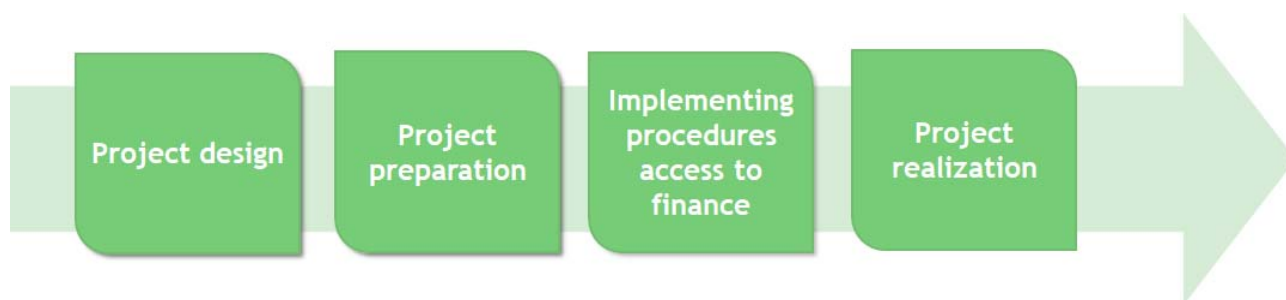 Project design
Project
preparation
Implementing
procedures
access to
finance
Project
realization